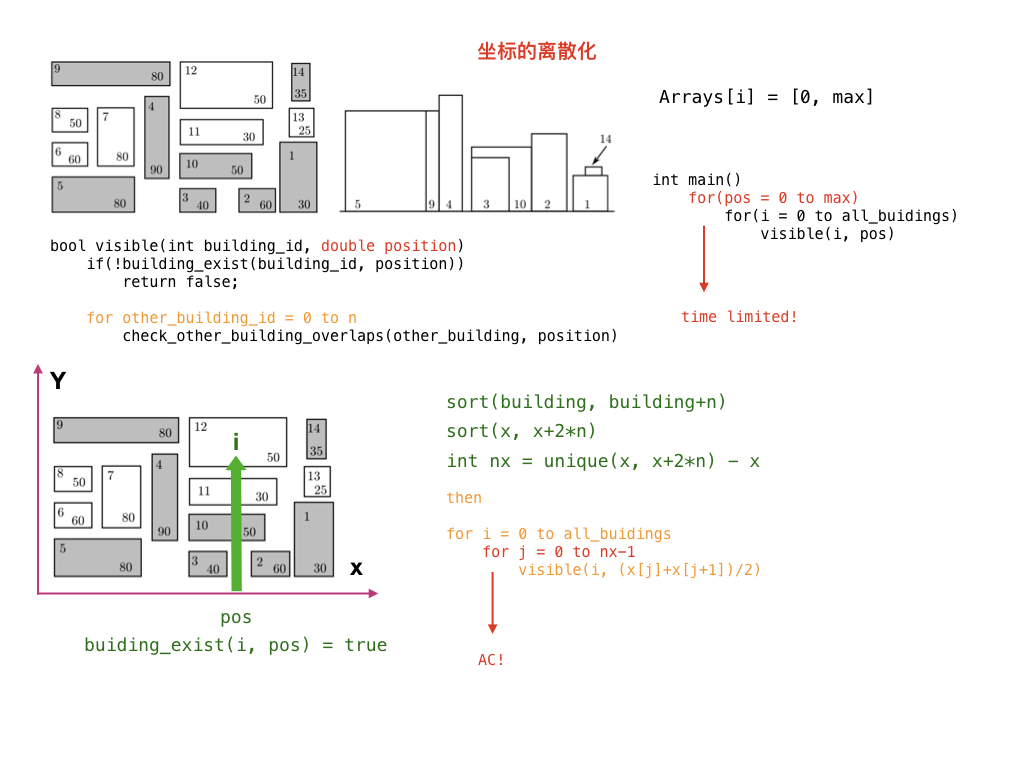 坐标的离散化
9 80
12 50
14 35
8 50
7 80
4 90
11 30
13 25
6 60
10 50
1 30
5 80
3 40
2 60
5 9 4 3 10 2 1 14
Arrays[i] = [0, max]
int main()
for(pos = 0 to max)
for(i = 0 to all_buidings)
visible(i, pos)
time limited!
bool visible(int building_id, double position)
if(!building_exist(building_id, position))
return false;
for other_building_id = 0 to n
check_other_building_overlaps(other_building, position)
Y
9 80
12 50
i
14 35
8 50
7 80
4 90
11 30
13 25
6 60
10 50
1 30
5 80
3 40
2 60
x
pos
buiding_exist(i, pos) = true
sort(building, building+n)
sort(x, x+2*n)
int nx = unique(x, x+2*n) − x
then
for i = 0 to all_buidings
for j = 0 to nx−1
visible(i, (x[j]+x[j+1])/2)
AC!